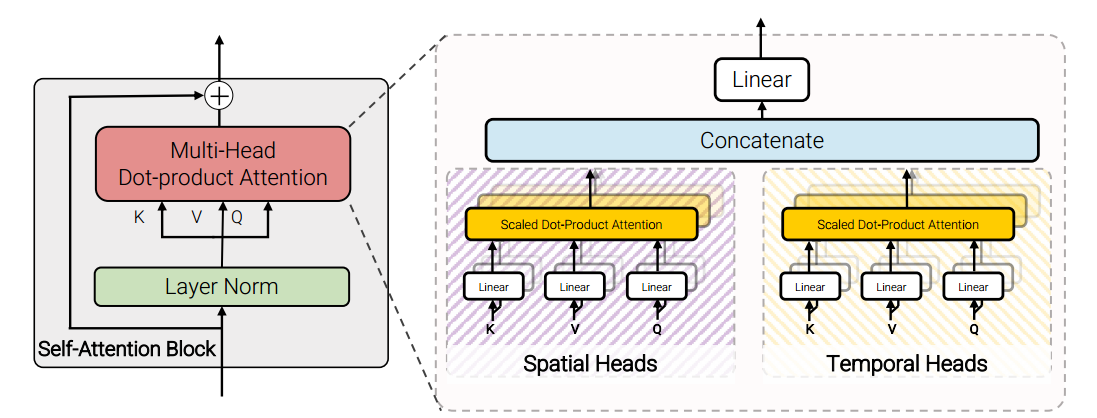 Multi-Head
Dot-product Attention
K V Q
Layer Norm
Self-Attention Block
Linear
Concatenate
Scaled Dot-Product Attention
Linear Linear Linear
K V Q
Spatial Heads
Scaled Dot-Product Attention
Linear Linear Linear
K V Q
Temporal Heads